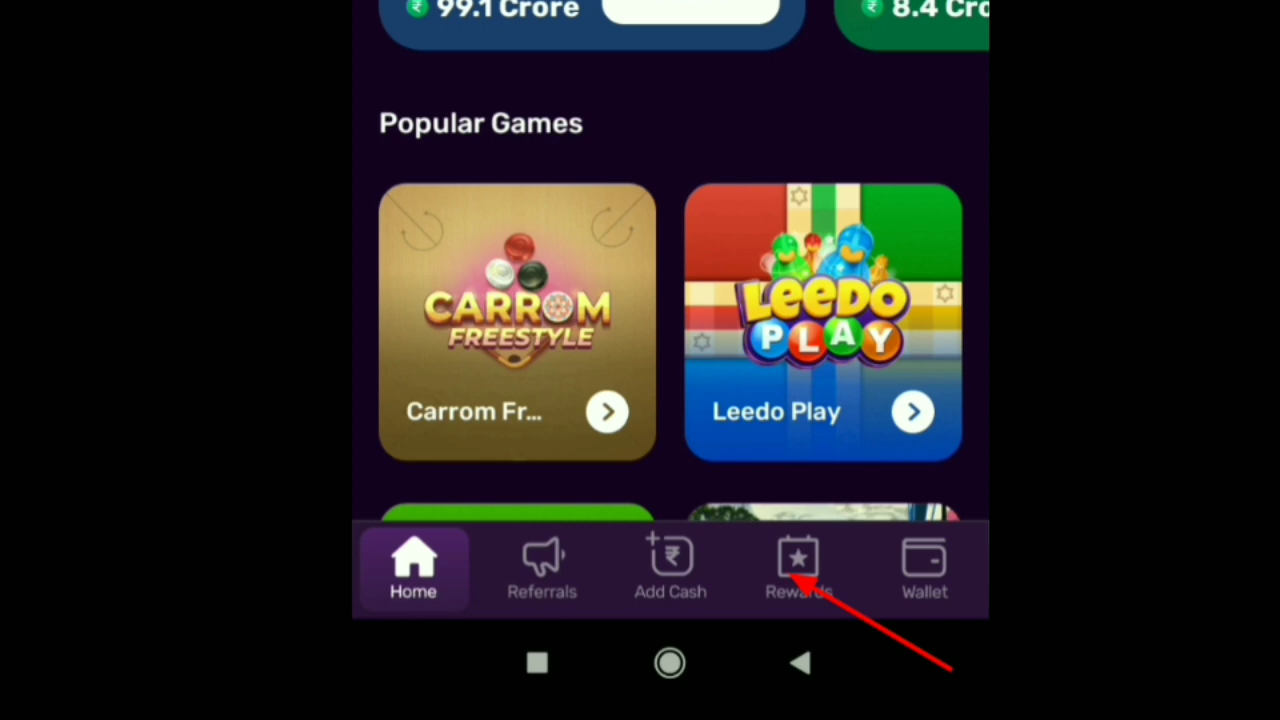 99.1 Crore
8.4 Cro
Popular Games
CARROM
FREESTYLE
LEEDO
PLAY
Carrom Fr...
Leedo Play
Home
Referrals
Add Cash
Rewards
Wallet